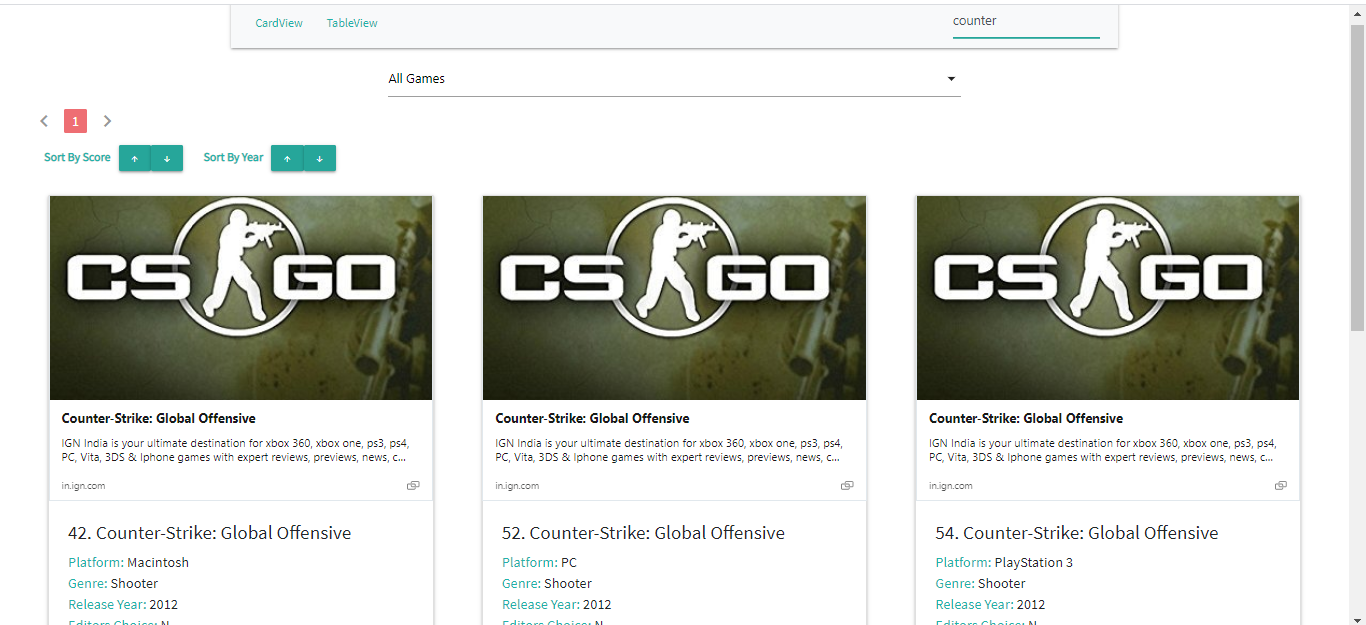 CardView TableView counter
All Games
1
Sort By Score Sort By Year
CS GO CS GO CS GO
Counter-Strike: Global Offensive Counter-Strike: Global Offensive Counter-Strike: Global Offensive
IGN India is your ultimate destination for xbox 360, xbox one, ps3, ps4, IGN India is your ultimate destination for xbox 360, xbox one, ps3, ps4, IGN India is your ultimate destination for xbox 360, xbox one, ps3, ps4,
PC, Vita, 3DS & Iphone games with expert reviews, previews, news, c... PC, Vita, 3DS & Iphone games with expert reviews, previews, news, c... PC, Vita, 3DS & Iphone games with expert reviews, previews, news, c...
in.ign.com in.ign.com in.ign.com
42. Counter-Strike: Global Offensive 52. Counter-Strike: Global Offensive 54. Counter-Strike: Global Offensive
Platform: Macintosh Platform: PC Platform: PlayStation 3
Genre: Shooter Genre: Shooter Genre: Shooter
Release Year: 2012 Release Year: 2012 Release Year: 2012
Editors Choice: N Editors Choice: N Editors Choice: N